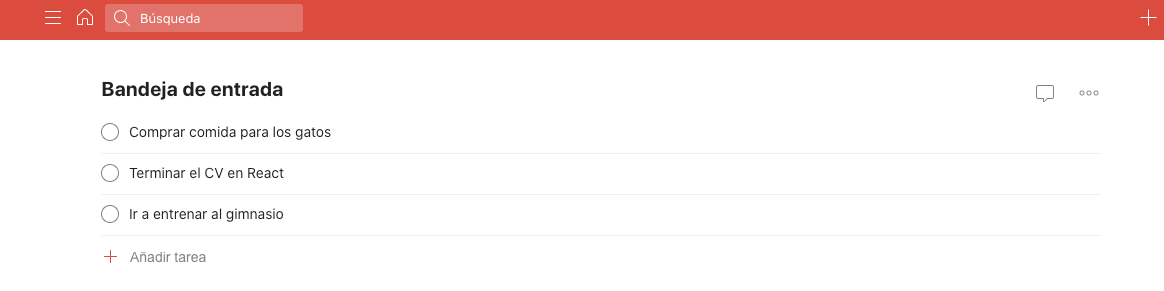 Búsqueda
Bandeja de entrada
Comprar comida para los gatos
Terminar el CV en React
Ir a entrenar al gimnasio
Añadir tarea